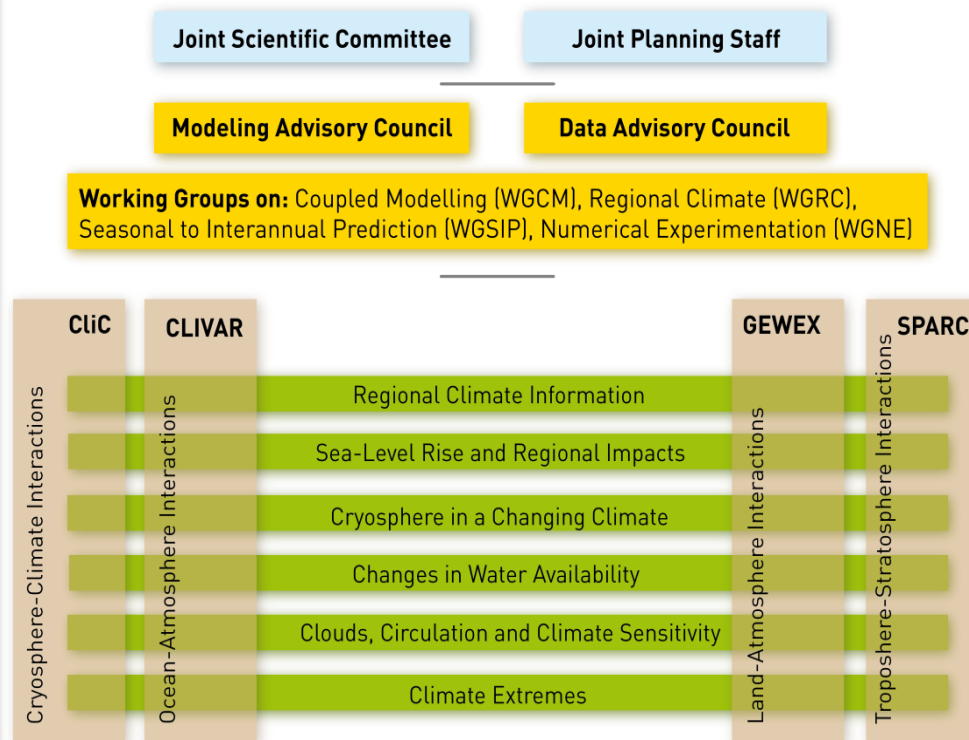 Joint Scientific Committee
Joint Planning Staff
Modeling Advisory Council
Data Advisory Council
Working Groups on: Coupled Modelling (WGCM), Regional Climate (WGRC),
Seasonal to Interannual Prediction (WGSIP), Numerical Experimentation (WGNE)
CliC
CLIVAR
GEWEX
SPARC
Cryosphere-Climate Interactions
Ocean-Atmosphere Interactions
Regional Climate Information
Sea-Level Rise and Regional Impacts
Cryosphere in a Changing Climate
Changes in Water Availability
Clouds, Circulation and Climate Sensitivity
Climate Extremes
Land-Atmosphere Interactions
Troposhere-Stratosphere Interactions